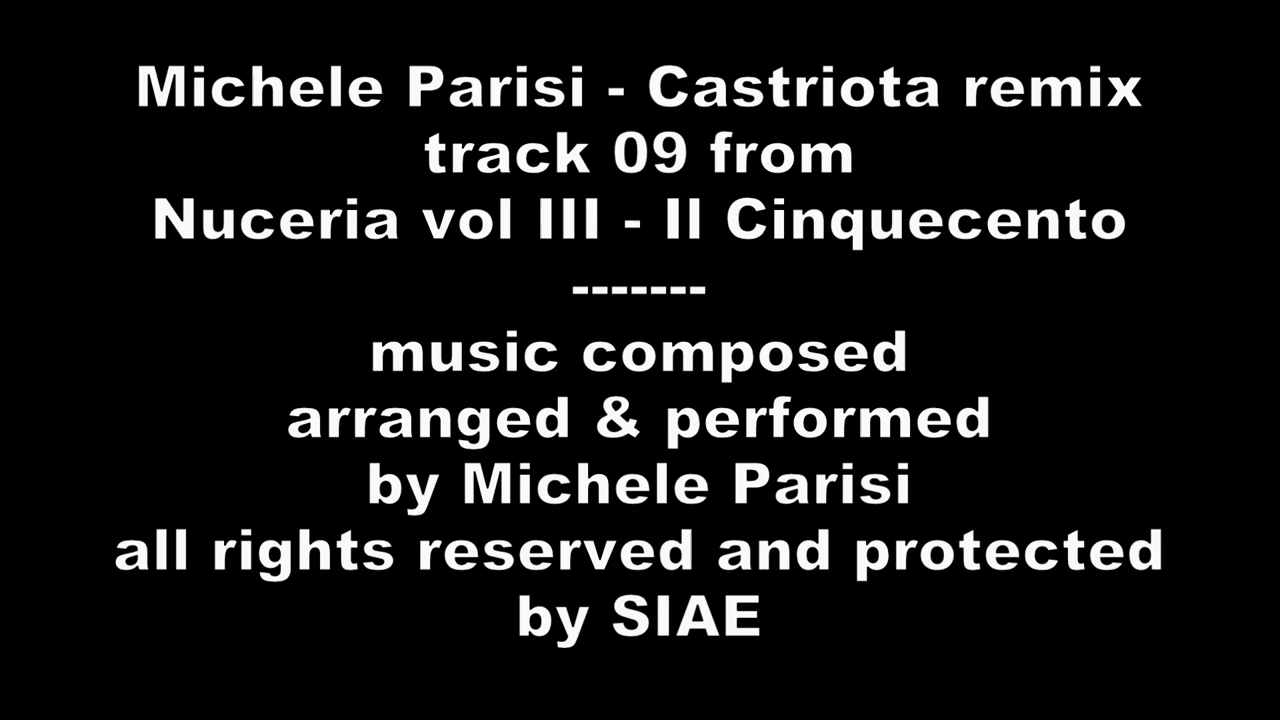 Michele Parisi - Castriota remix
track 09 from
Nuceria vol III - Il Cinquecento
-------
music composed
arranged & performed
by Michele Parisi
all rights reserved and protected
by SIAE